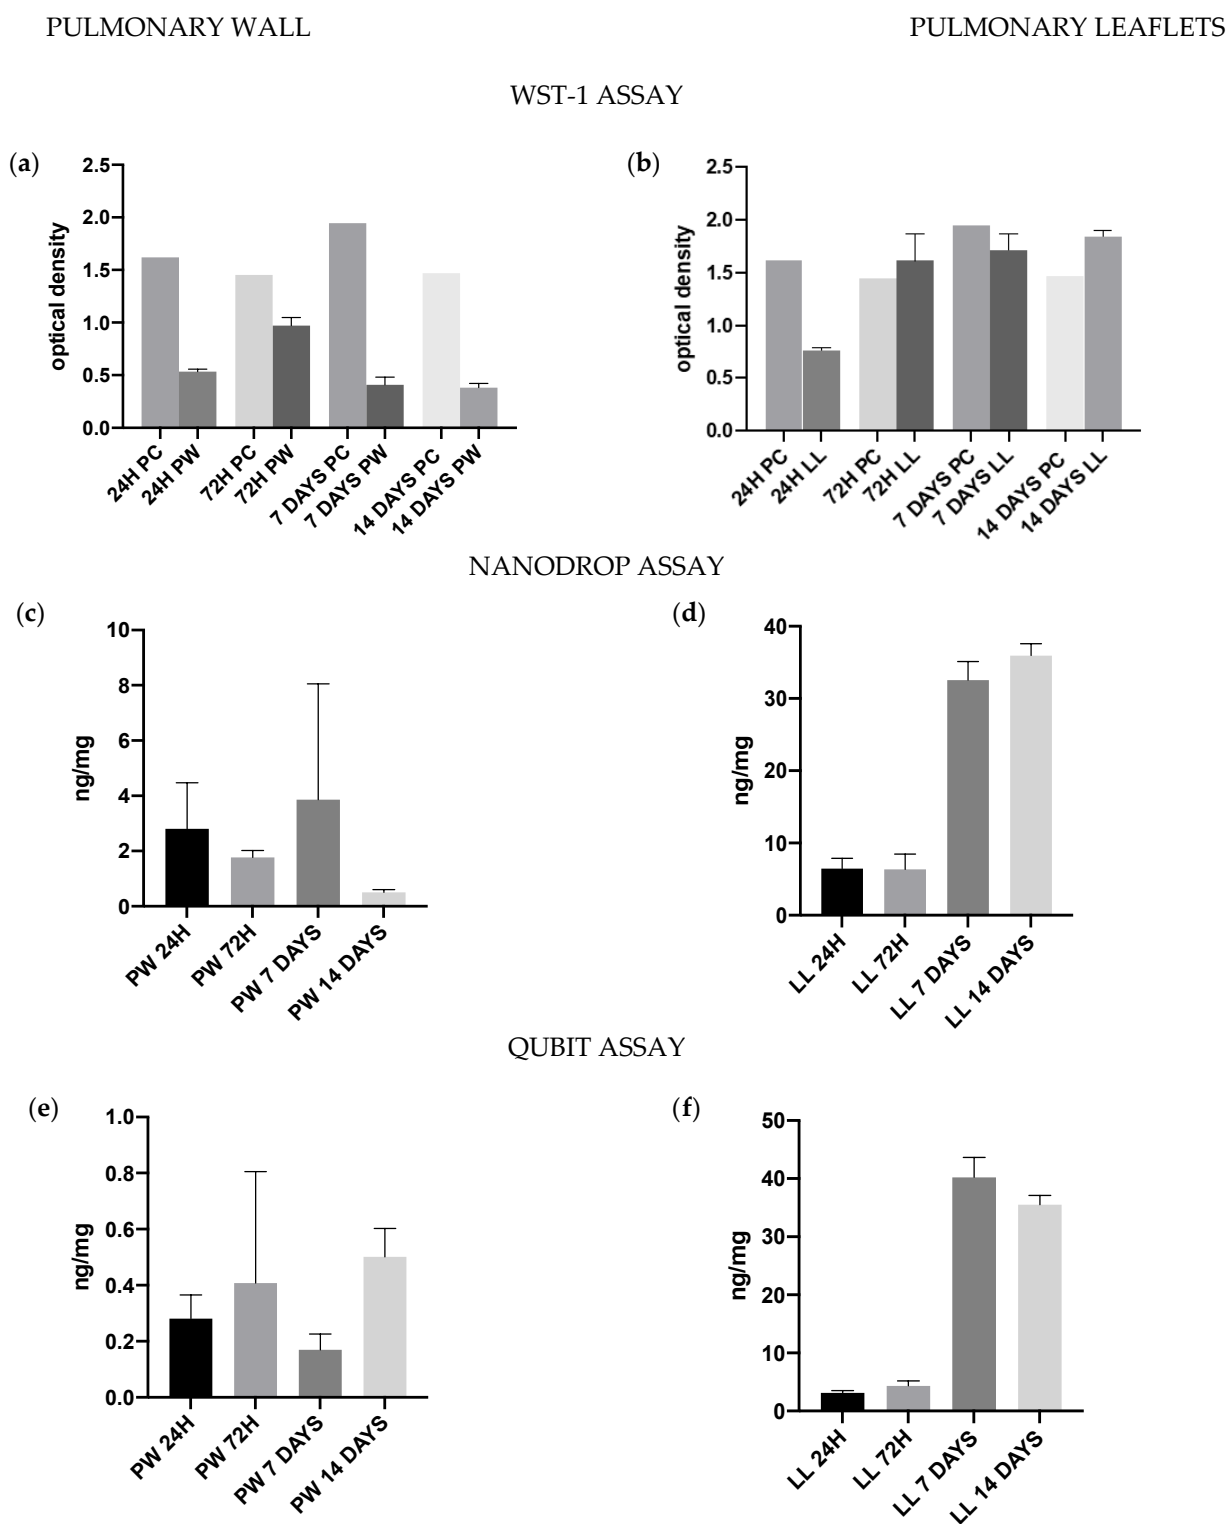 PULMONARY WALL
PULMONARY LEAFLETS
WST-1 ASSAY
(a)
2.5
2.0
1.5
1.0
0.5
0.0
optical density
24H PC
24H PW
72H PC
72H PW
7 DAYS PC
7 DAYS PW
14 DAYS PC
14 DAYS PW
(b)
2.5
2.0
1.5
1.0
0.5
0.0
optical density
24H PC
24H LL
72H PC
72H LL
7 DAYS PC
7 DAYS LL
14 DAYS PC
14 DAYS LL
NANODROP ASSAY
(c)
10
8
6
4
2
0
ng/mg
PW 24H
PW 72H
PW 7 DAYS
PW 14 DAYS
(d)
40
30
20
10
0
ng/mg
LL 24H
LL 72H
LL 7 DAYS
LL 14 DAYS
QUBIT ASSAY
(e)
1.0
0.8
0.6
0.4
0.2
0.0
ng/mg
PW 24H
PW 72H
PW 7 DAYS
PW 14 DAYS
(f)
50
40
30
20
10
0
ng/mg
LL 24H
LL 72H
LL 7 DAYS
LL 14 DAYS